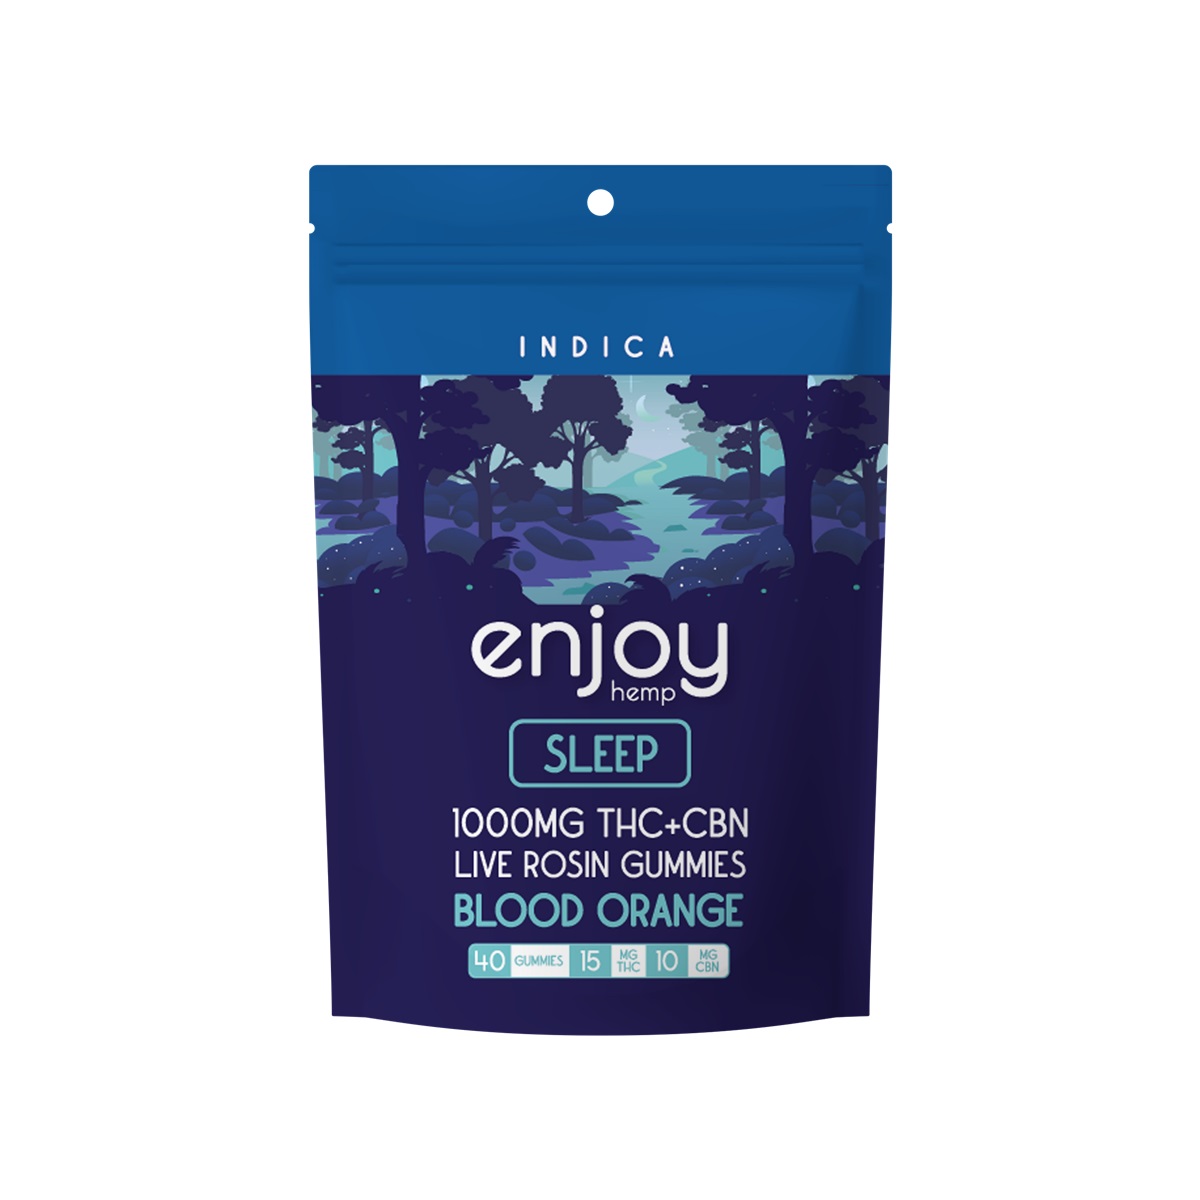 INDICA
enjoy
hemp
SLEEP
1000MG THC+CBN
LIVE ROSIN GUMMIES
BLOOD ORANGE
40 GUMMIES 15 MG THC 10 MG CBN